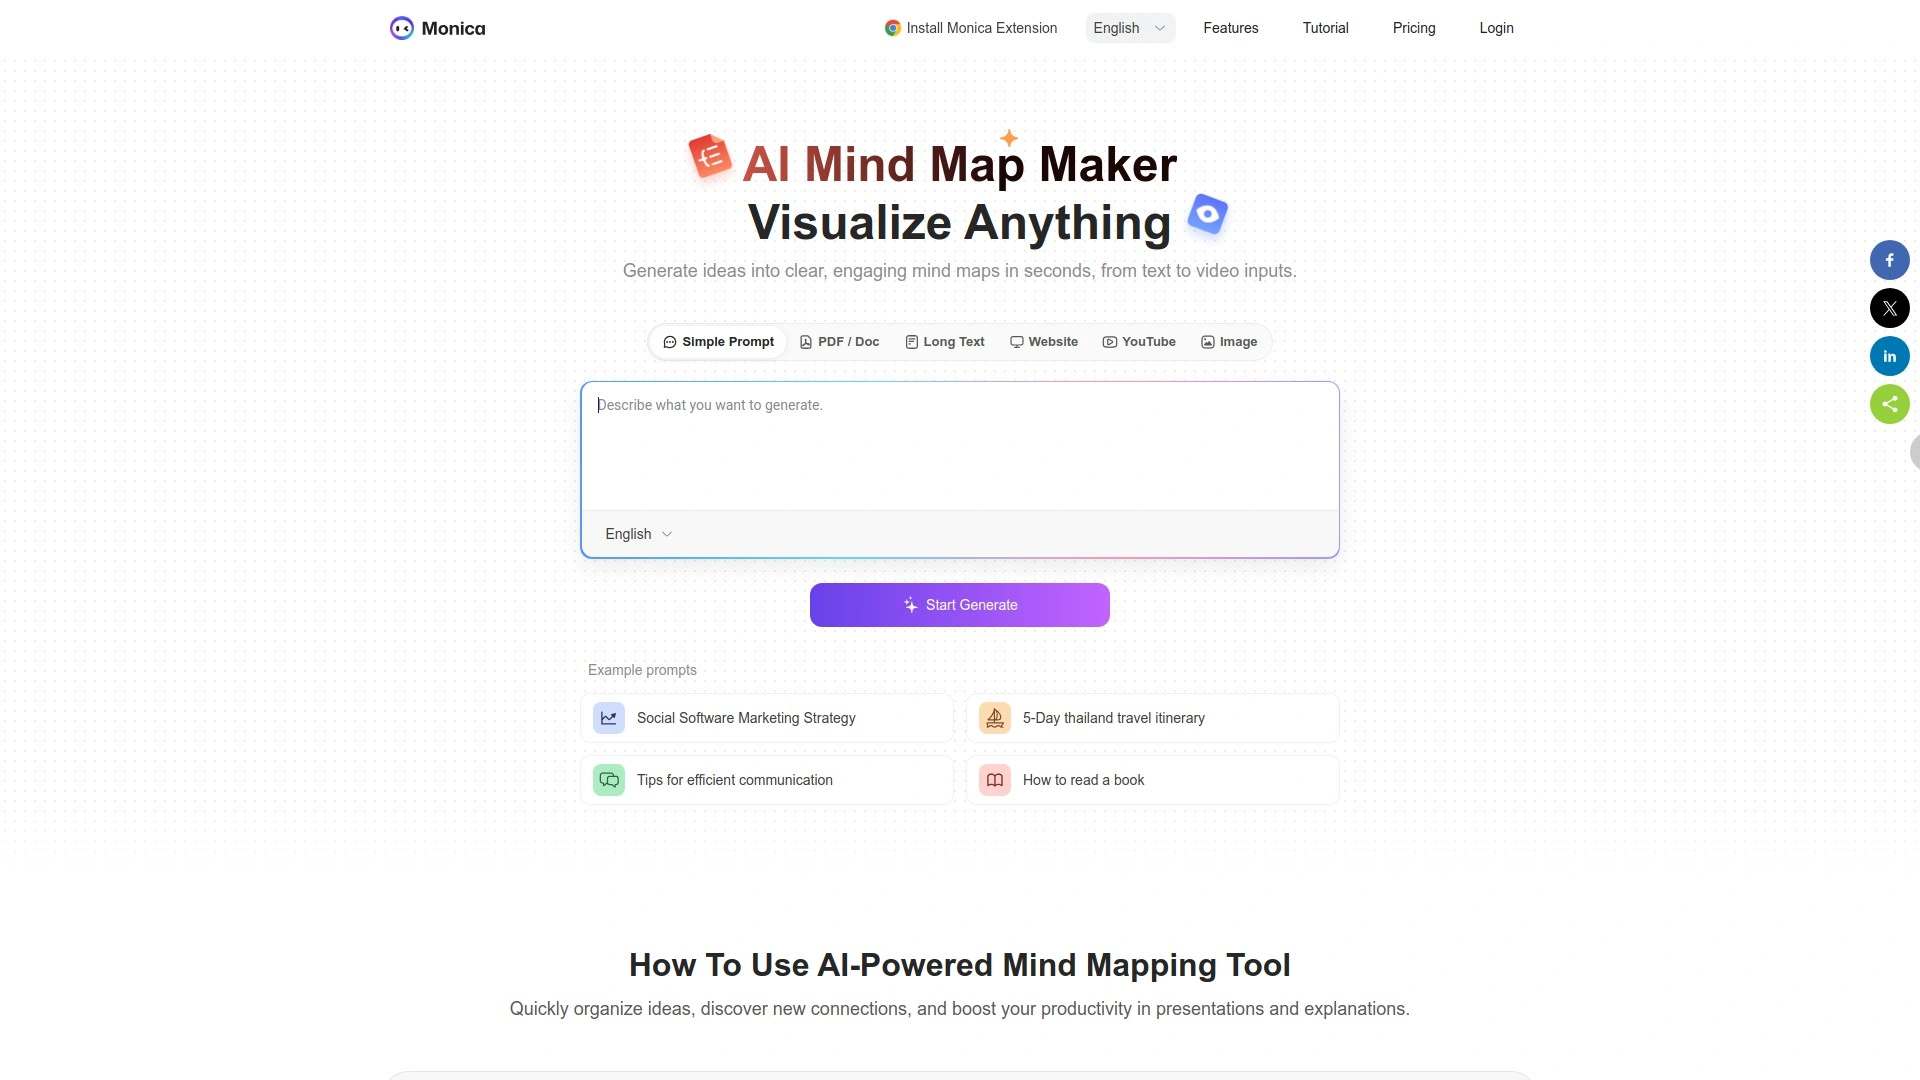 Monica
Install Monica Extension
English
Features
Tutorial
Pricing
Login
AI Mind Map Maker
Visualize Anything
Generate ideas into clear, engaging mind maps in seconds, from text to video inputs.
Simple Prompt
PDF / Doc
Long Text
Website
YouTube
Image
Describe what you want to generate.
English
Start Generate
Example prompts
Social Software Marketing Strategy
5-Day thailand travel itinerary
Tips for efficient communication
How to read a book
How To Use AI-Powered Mind Mapping Tool
Quickly organize ideas, discover new connections, and boost your productivity in presentations and explanations.